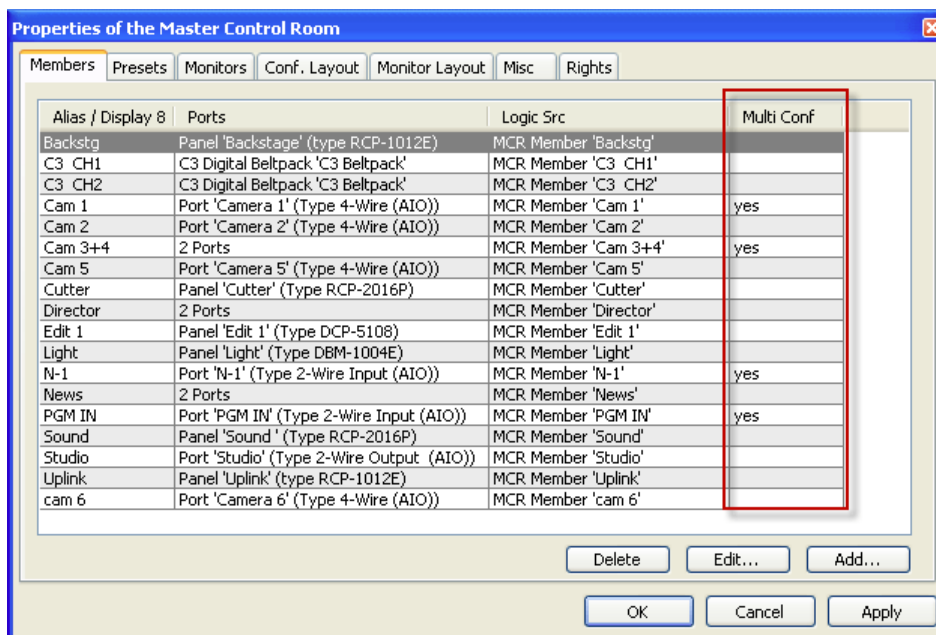 Properties of the Master Control Room
Members Presets Monitors Conf. Layout Monitor Layout Misc Rights
Alias / Display 8 Ports Logic Src Multi Conf
Backstg Panel 'Backstage' (type RCP-1012E) MCR Member 'Backstg'
C3 CH1 C3 Digital Beltpack 'C3 Beltpack' MCR Member 'C3 CH1'
C3 CH2 C3 Digital Beltpack 'C3 Beltpack' MCR Member 'C3 CH2'
Cam 1 Port 'Camera 1' (Type 4-Wire (AIO)) MCR Member 'Cam 1' yes
Cam 2 Port 'Camera 2' (Type 4-Wire (AIO)) MCR Member 'Cam 2'
Cam 3+4 2 Ports MCR Member 'Cam 3+4' yes
Cam 5 Port 'Camera 5' (Type 4-Wire (AIO)) MCR Member 'Cam 5'
Cutter Panel 'Cutter' (Type RCP-2016P) MCR Member 'Cutter'
Director 2 Ports MCR Member 'Director'
Edit 1 Panel 'Edit 1' (Type DCP-5108) MCR Member 'Edit 1'
Light Panel 'Light' (Type DBM-1004E) MCR Member 'Light'
N-1 Port 'N-1' (Type 2-Wire Input (AIO)) MCR Member 'N-1' yes
News 2 Ports MCR Member 'News'
PGM IN Port 'PGM IN' (Type 2-Wire Input (AIO)) MCR Member 'PGM IN' yes
Sound Panel 'Sound ' (Type RCP-2016P) MCR Member 'Sound'
Studio Port 'Studio' (Type 2-Wire Output (AIO)) MCR Member 'Studio'
Uplink Panel 'Uplink' (type RCP-1012E) MCR Member 'Uplink'
cam 6 Port 'Camera 6' (Type 4-Wire (AIO)) MCR Member 'cam 6'
Delete Edit... Add...
OK Cancel Apply